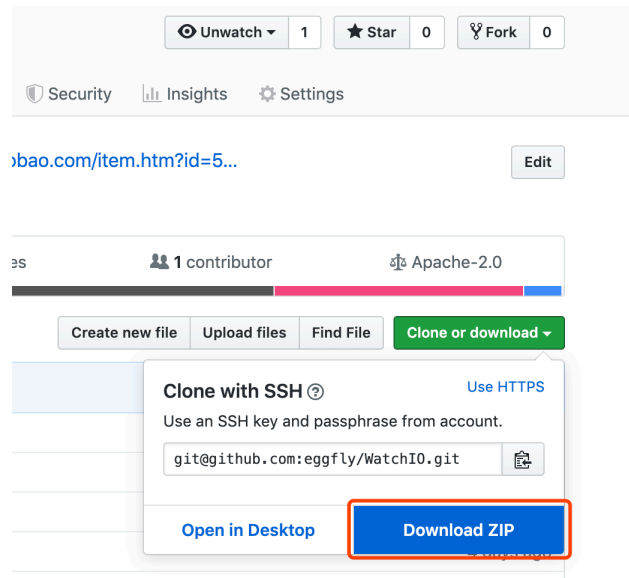 Unwatch 1 Star 0 Fork 0
Security Insights Settings
obao.com/item.htm?id=5...
Edit
es 1 contributor Apache-2.0
Create new file Upload files Find File Clone or download
Clone with SSH Use HTTPS
Use an SSH key and passphrase from account.
git@github.com:eggfly/WatchIO.git
Open in Desktop Download ZIP
days ago